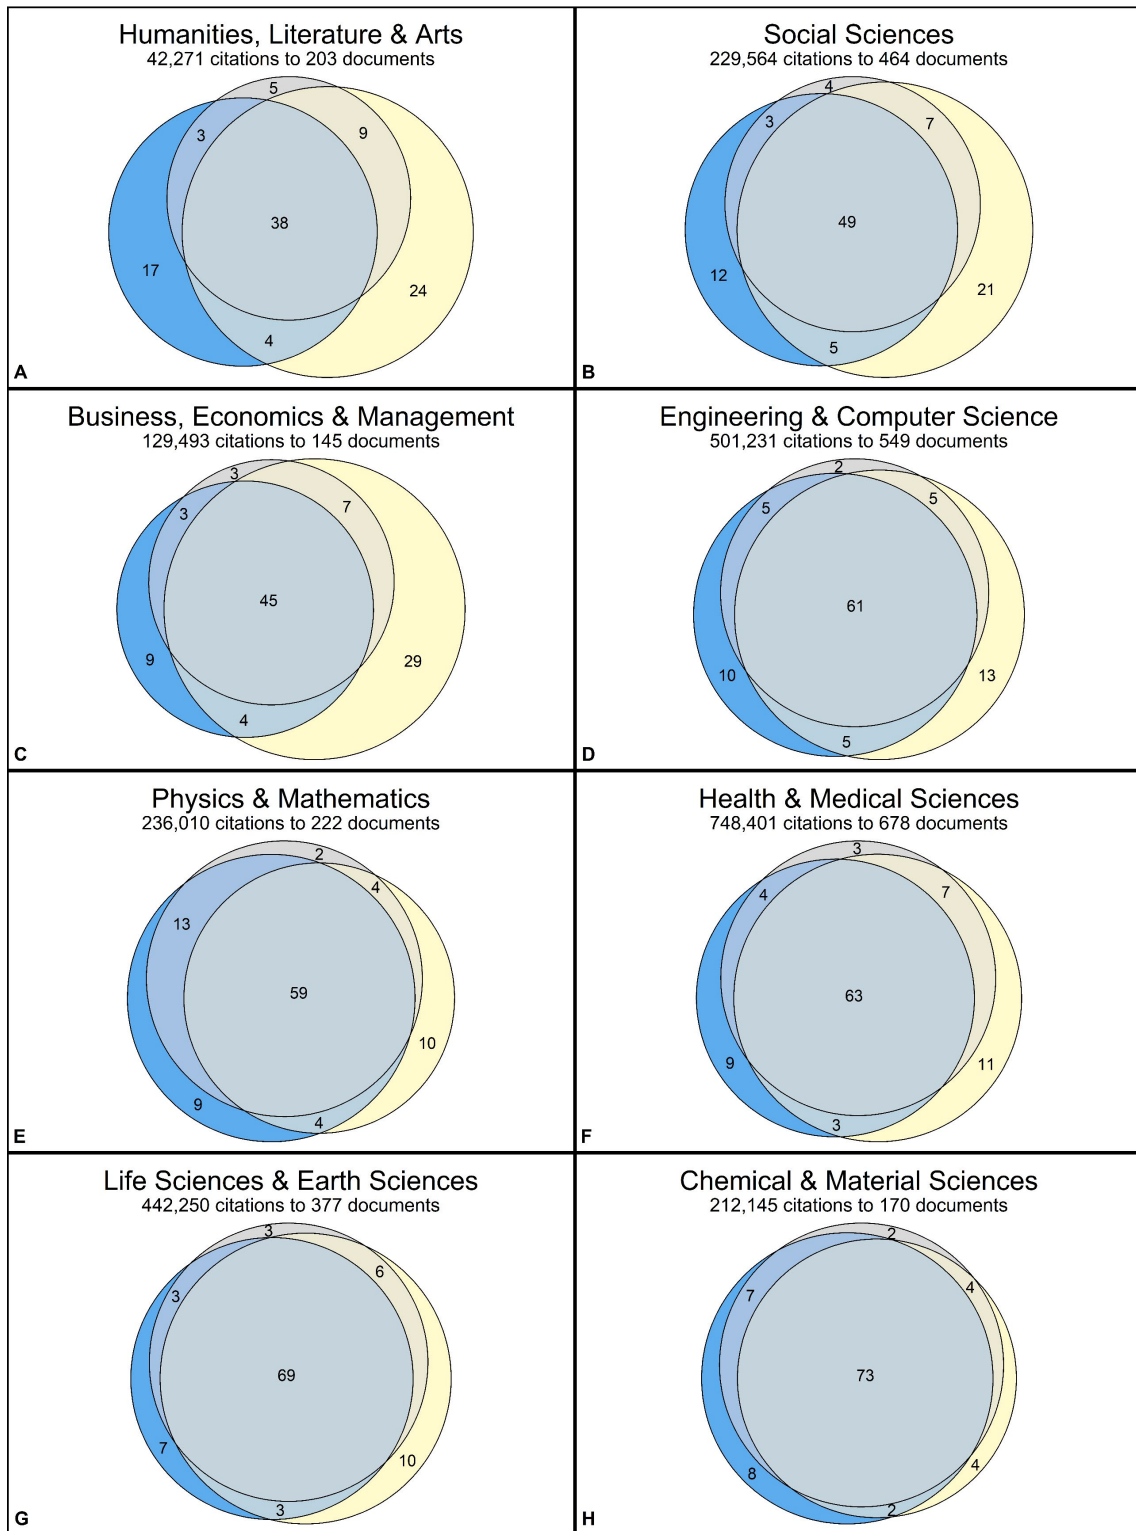 Humanities, Literature & Arts
42,271 citations to 203 documents
5
3
9
38
17
24
4
A
Social Sciences
229,564 citations to 464 documents
4
3
7
49
12
21
5
B
Business, Economics & Management
129,493 citations to 145 documents
3
3
7
45
9
29
4
C
Engineering & Computer Science
501,231 citations to 549 documents
2
5
5
61
10
13
5
D
Physics & Mathematics
236,010 citations to 222 documents
2
4
13
59
10
9
4
E
Health & Medical Sciences
748,401 citations to 678 documents
3
4
7
63
9
11
3
F
Life Sciences & Earth Sciences
442,250 citations to 377 documents
3
6
3
69
7
10
3
G
Chemical & Material Sciences
212,145 citations to 170 documents
2
4
7
73
4
8
2
H